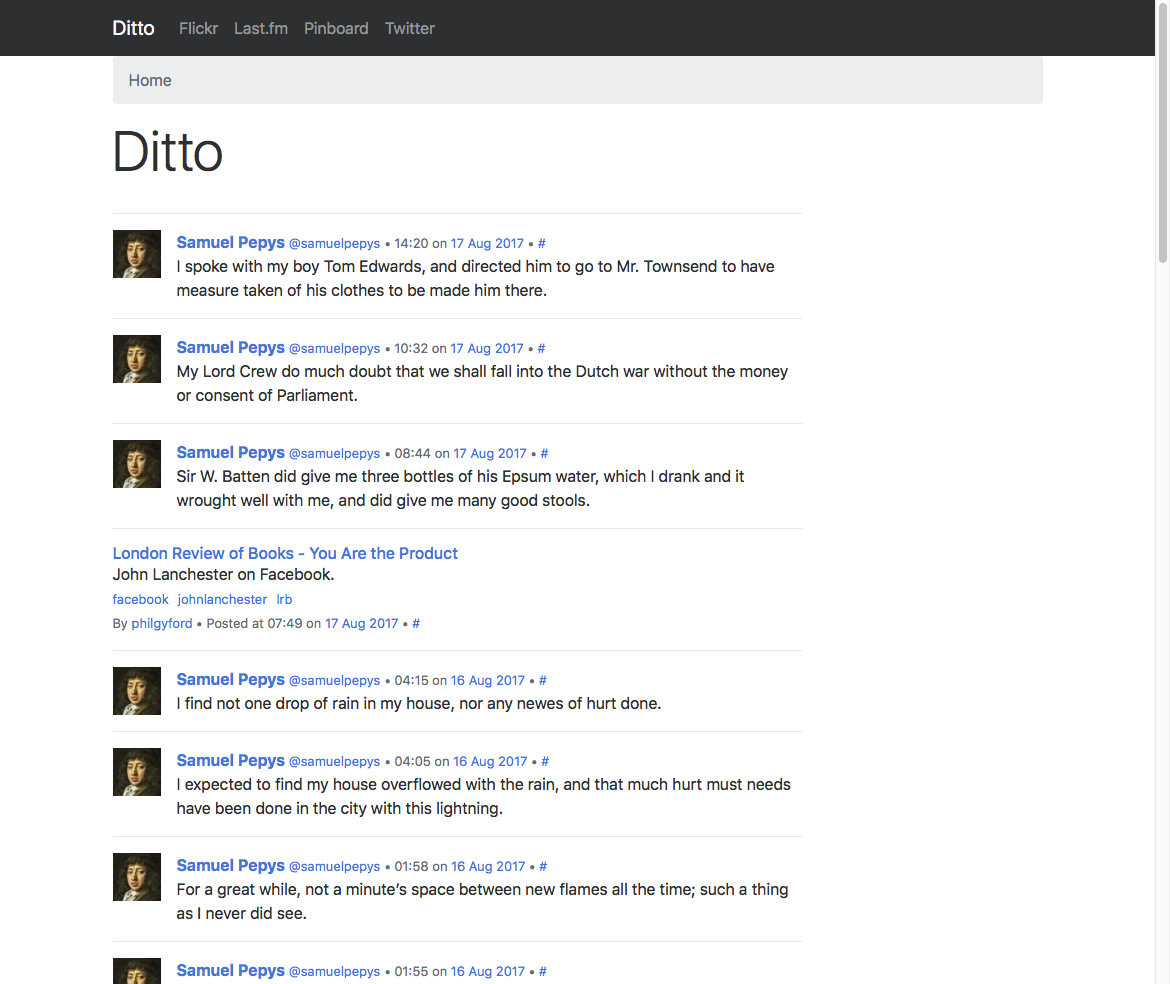 Ditto Flickr Last.fm Pinboard Twitter
Home
Ditto
Samuel Pepys @samuelpepys • 14:20 on 17 Aug 2017 • #
I spoke with my boy Tom Edwards, and directed him to go to Mr. Townsend to have
measure taken of his clothes to be made him there.
Samuel Pepys @samuelpepys • 10:32 on 17 Aug 2017 • #
My Lord Crew do much doubt that we shall fall into the Dutch war without the money
or consent of Parliament.
Samuel Pepys @samuelpepys • 08:44 on 17 Aug 2017 • #
Sir W. Batten did give me three bottles of his Epsum water, which I drank and it
wrought well with me, and did give me many good stools.
London Review of Books - You Are the Product
John Lanchester on Facebook.
facebook johnlanchester lrb
By philgyford • Posted at 07:49 on 17 Aug 2017 • #
Samuel Pepys @samuelpepys • 04:15 on 16 Aug 2017 • #
I find not one drop of rain in my house, nor any newes of hurt done.
Samuel Pepys @samuelpepys • 04:05 on 16 Aug 2017 • #
I expected to find my house overflowed with the rain, and that much hurt must needs
have been done in the city with this lightning.
Samuel Pepys @samuelpepys • 01:58 on 16 Aug 2017 • #
For a great while, not a minute’s space between new flames all the time; such a thing
as I never did see.
Samuel Pepys @samuelpepys • 01:55 on 16 Aug 2017 • #